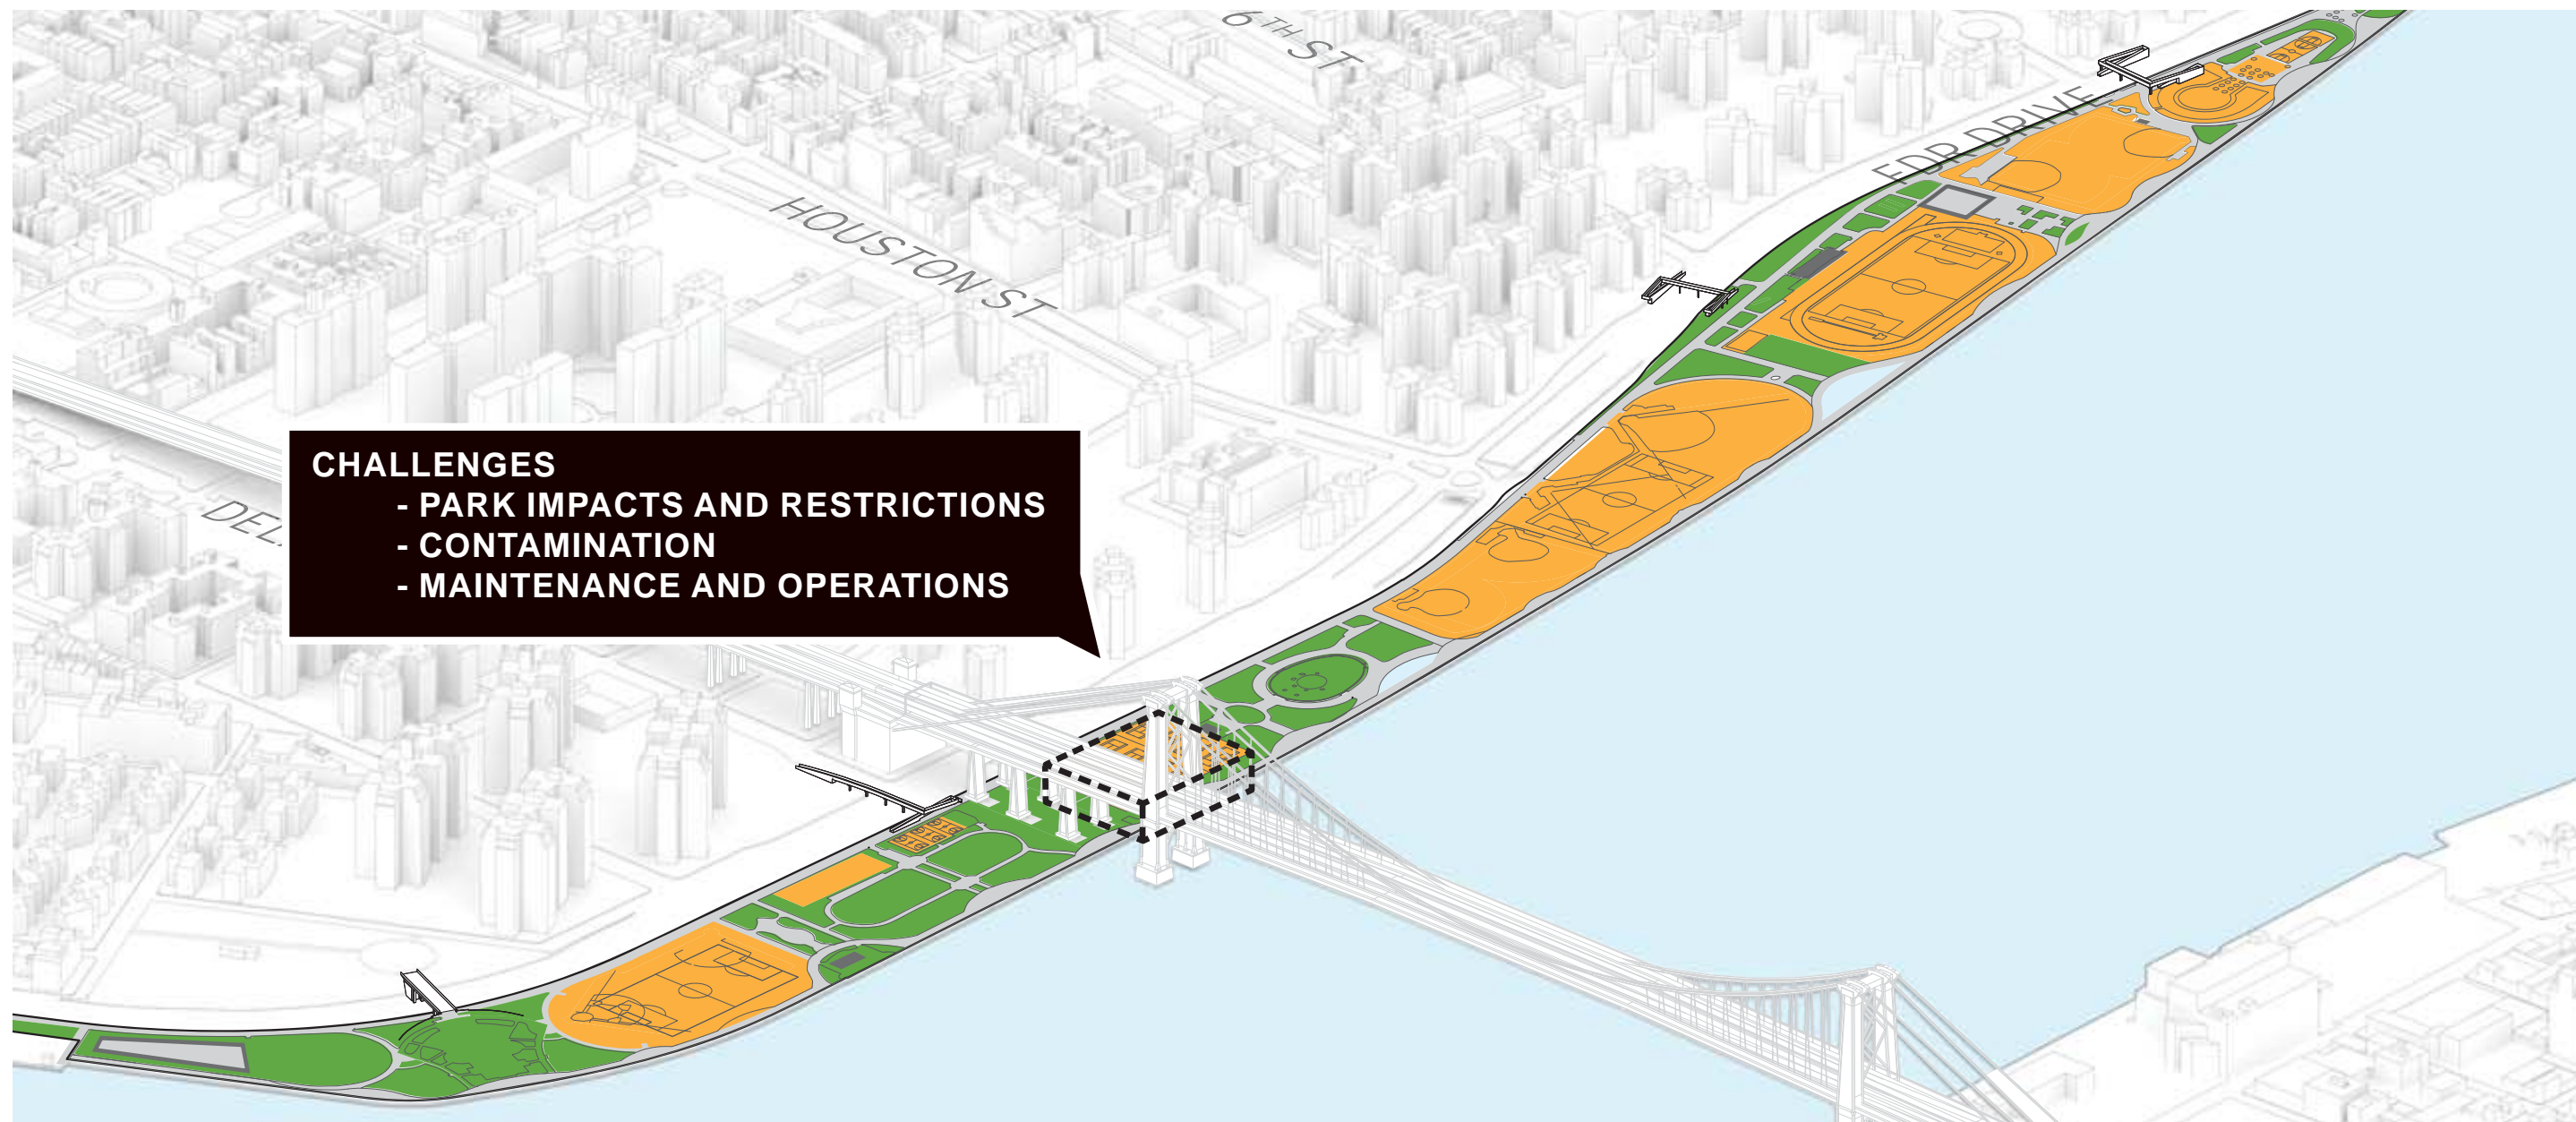 6TH ST
FDR DRIVE
HOUSTON ST
CHALLENGES
- PARK IMPACTS AND RESTRICTIONS
- CONTAMINATION
- MAINTENANCE AND OPERATIONS